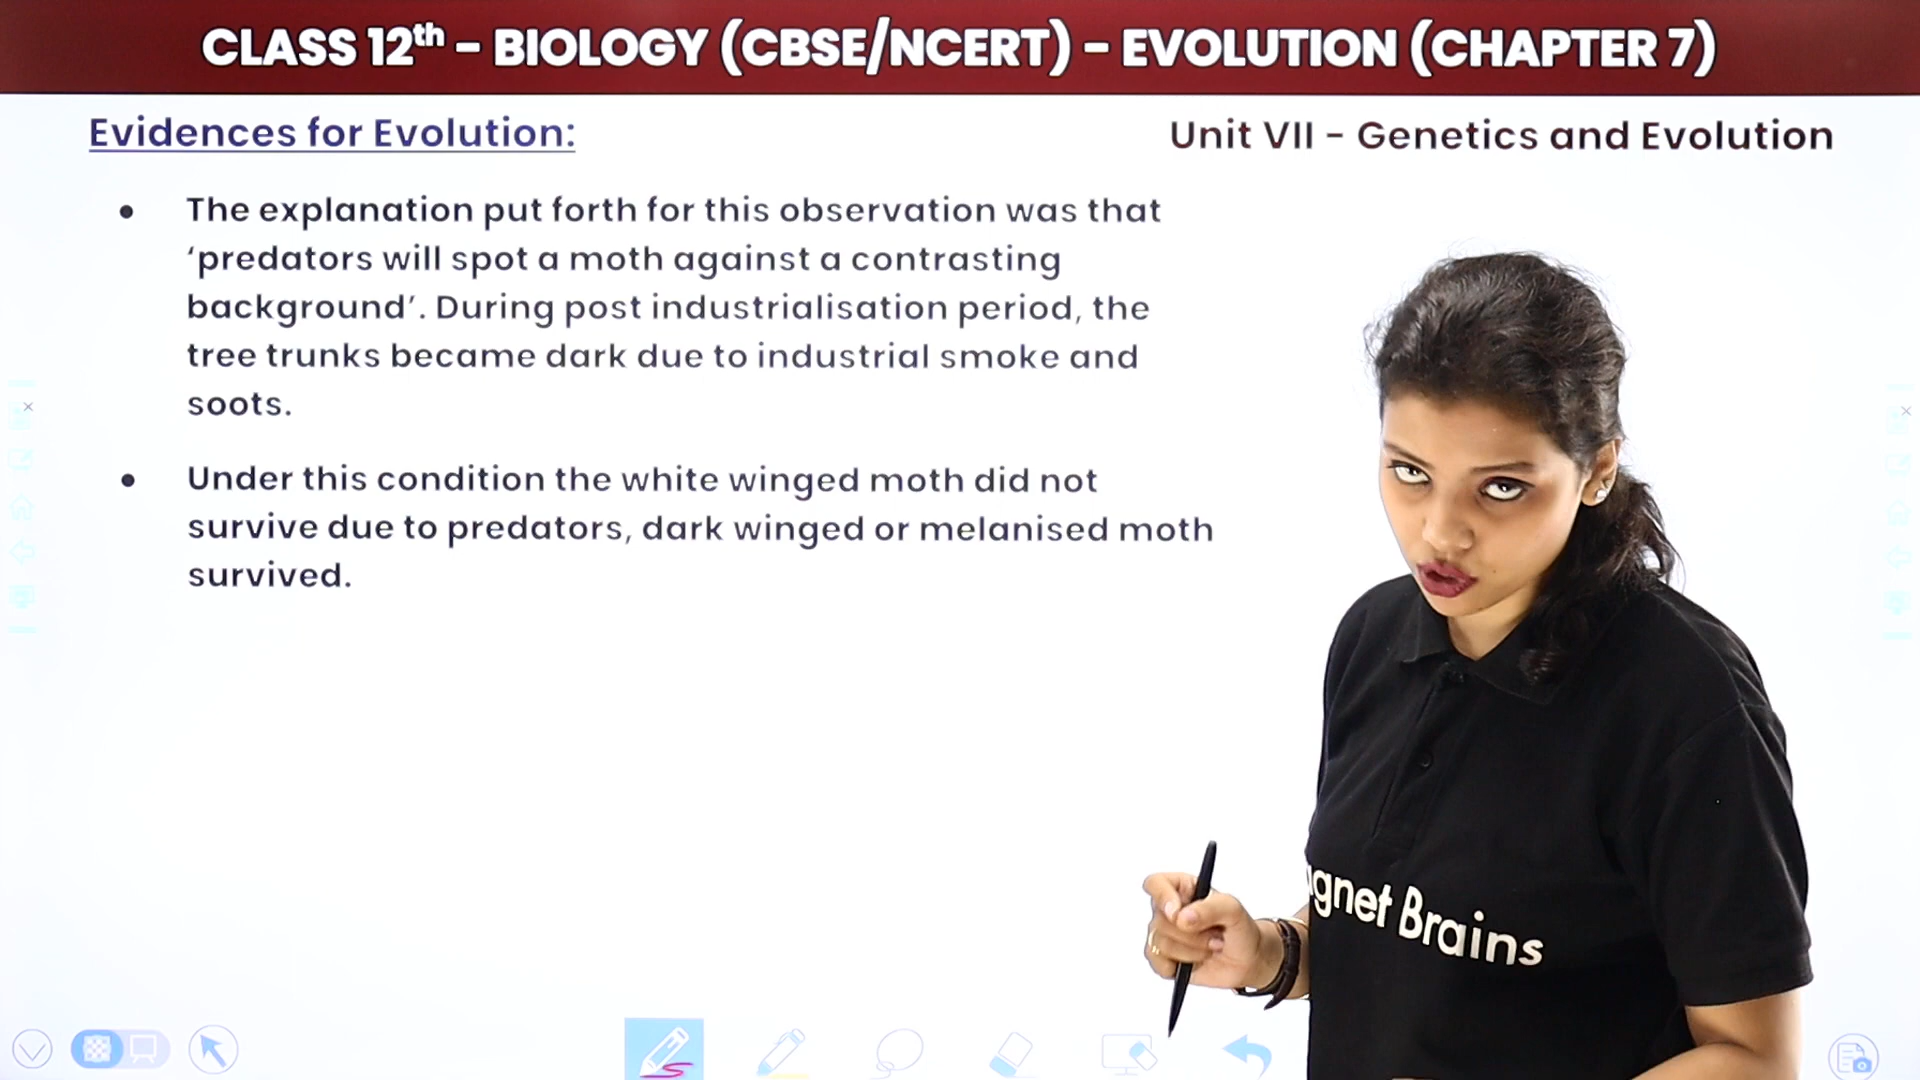 CLASS 12th – BIOLOGY (CBSE/NCERT) – EVOLUTION (CHAPTER 7)
Evidences for Evolution:
Unit VII – Genetics and Evolution
• The explanation put forth for this observation was that
‘predators will spot a moth against a contrasting
background’. During post industrialisation period, the
tree trunks became dark due to industrial smoke and
soots.
• Under this condition the white winged moth did not
survive due to predators, dark winged or melanised moth
survived.
gnet Brains